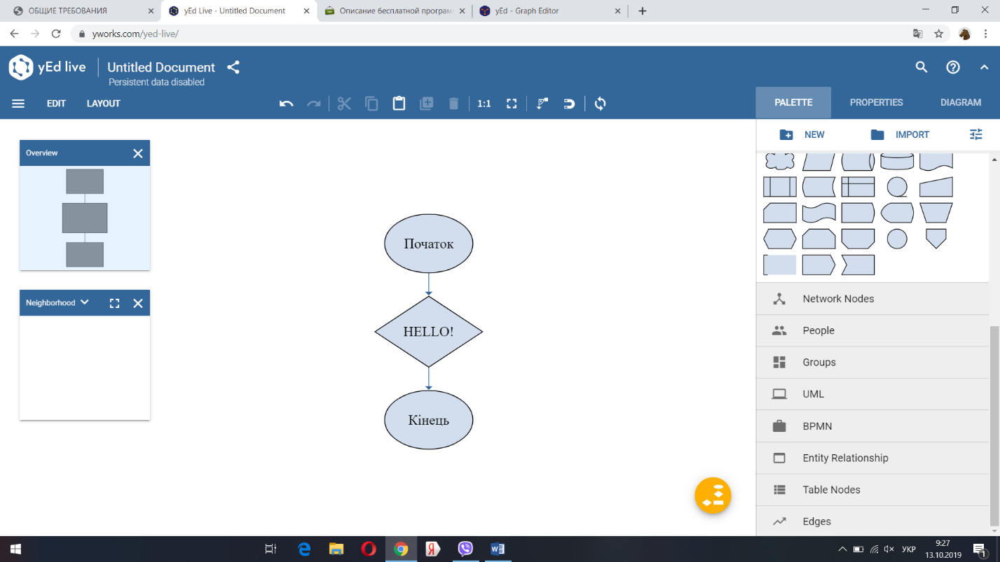 ОБЩИЕ ТРЕБОВАНИЯ
yEd Live - Untitled Document
Описание бесплатной програм
yEd - Graph Editor
yworks.com/yed-live/
yEd live
Untitled Document
Persistent data disabled
EDIT
LAYOUT
1:1
PALETTE
PROPERTIES
DIAGRAM
NEW
IMPORT
Overview
Neighborhood
Початок
HELLO!
Кінець
Network Nodes
People
Groups
UML
BPMN
Entity Relationship
Table Nodes
Edges
УКР
9:27
13.10.2019
1